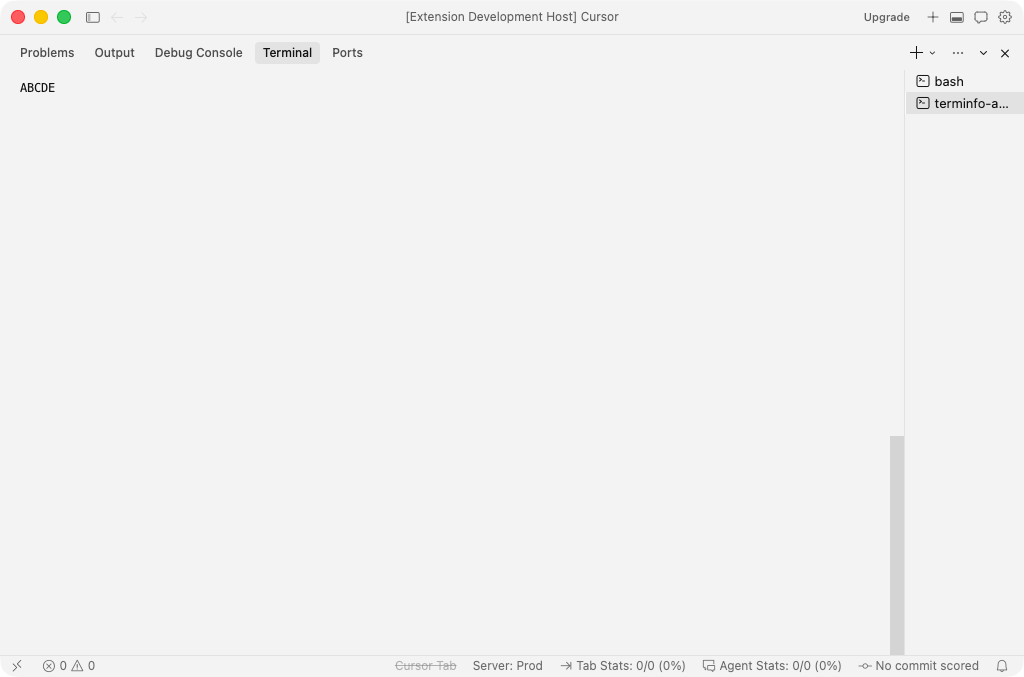 [Extension Development Host] Cursor
Upgrade
Problems Output Debug Console Terminal Ports
ABCDE
bash
terminfo-a...
0 0 Cursor Tab Server: Prod Tab Stats: 0/0 (0%) Agent Stats: 0/0 (0%) No commit scored